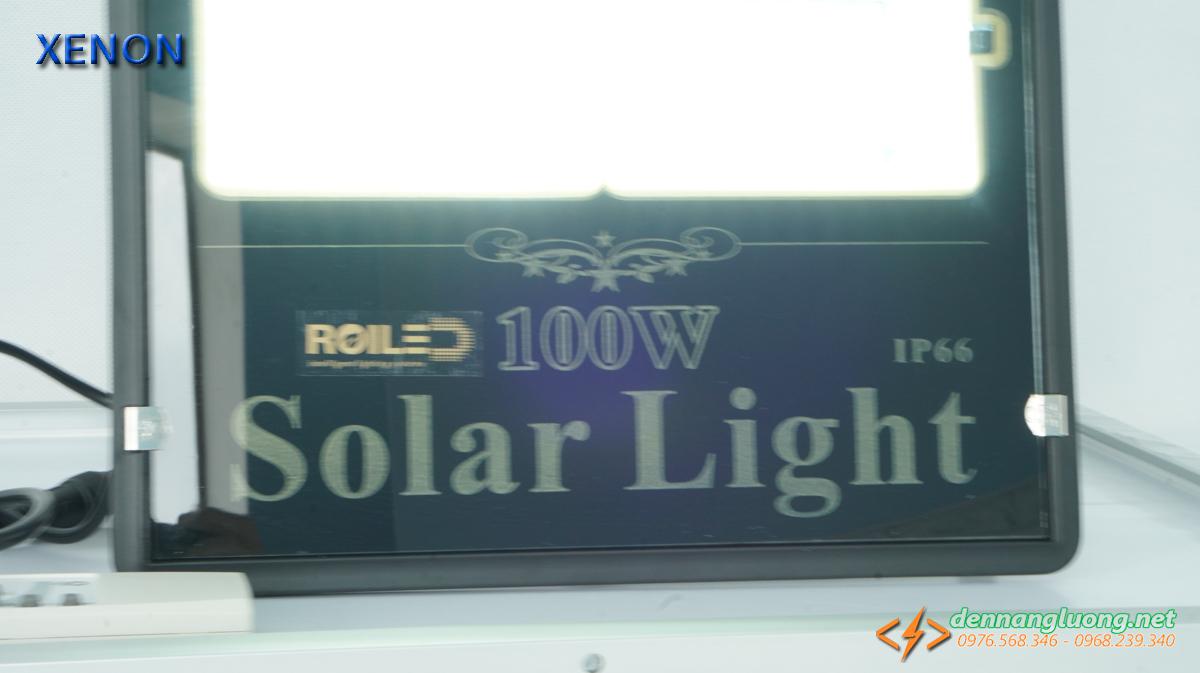 XENON
ROILED
100W
IP66
Solar Light
dennangluong.net
0976.568.346 - 0968.239.340